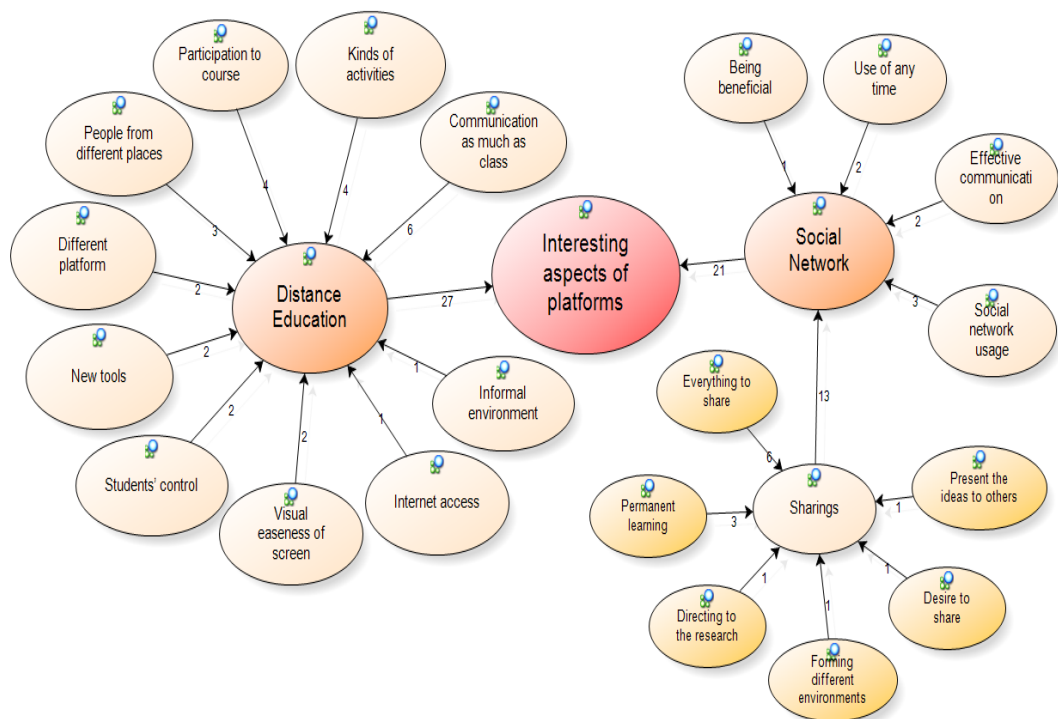 Participation to
course
4
Kinds of
activities
4
Communication
as much as
class
6
People from
different places
3
Different
platform
2
New tools
2
Students' control
2
Visual
easeness of
screen
2
Internet access
1
Informal
environment
1
Distance
Education
27
Interesting
aspects of
platforms
21
Social
Network
Being
beneficial
1
Use of any
time
2
Effective
communicati
on
2
Social
network
usage
3
13
Sharings
Everything to
share
6
Permanent
learning
3
Directing to
the research
1
Forming
different
environments
1
Desire to
share
1
Present the
ideas to others
1